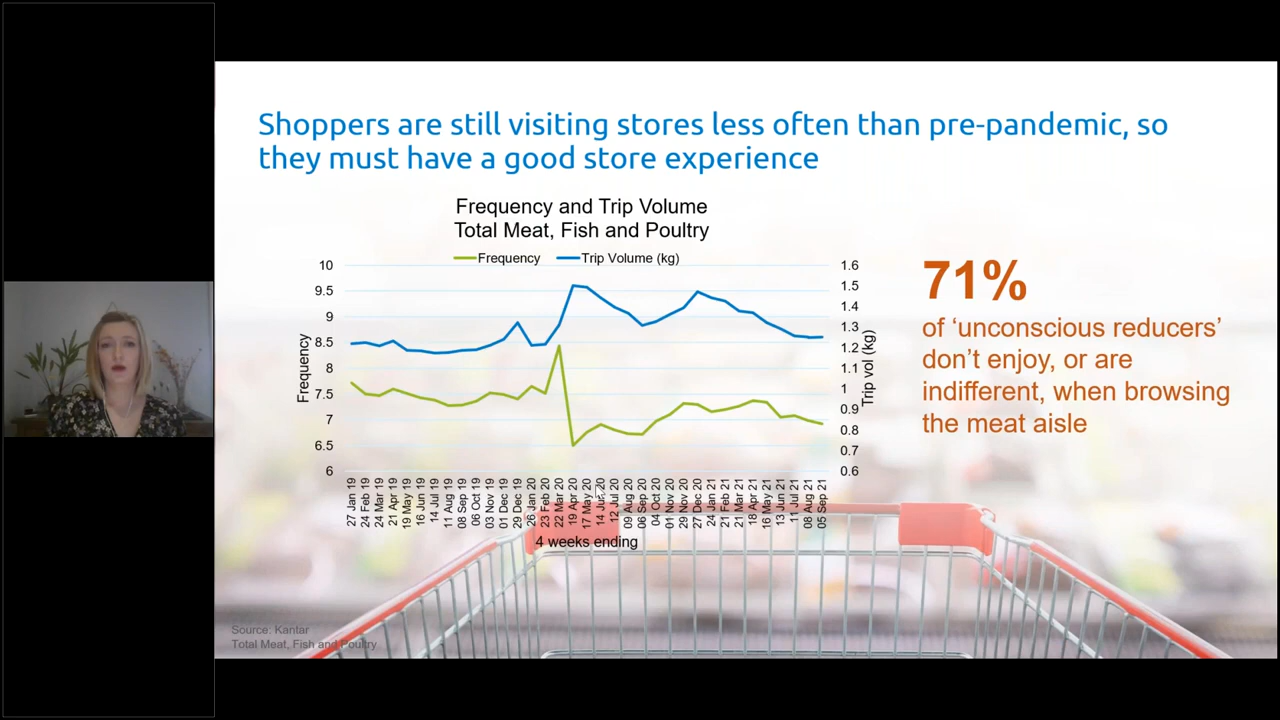 Shoppers are still visiting stores less often than pre-pandemic, so
they must have a good store experience
Frequency and Trip Volume
Total Meat, Fish and Poultry
Frequency
Trip Volume (kg)
10
9.5
9
8.5
8
7.5
7
6.5
6
Frequency
1.6
1.5
1.4
1.3
1.2
1.1
1
0.9
0.8
0.7
0.6
Trip vol (kg)
27 Jan 19
24 Feb 19
24 Mar 19
21 Apr 19
19 May 19
16 Jun 19
14 Jul 19
11 Aug 19
08 Sep 19
06 Oct 19
03 Nov 19
01 Dec 19
29 Dec 19
26 Jan 20
23 Feb 20
22 Mar 20
19 Apr 20
17 May 20
14 Jun 20
12 Jul 20
09 Aug 20
06 Sep 20
04 Oct 20
01 Nov 20
29 Nov 20
27 Dec 20
24 Jan 21
21 Feb 21
21 Mar 21
18 Apr 21
16 May 21
13 Jun 21
11 Jul 21
08 Aug 21
05 Sep 21
4 weeks ending
71%
of ‘unconscious reducers’
don’t enjoy, or are
indifferent, when browsing
the meat aisle
Source: Kantar
Total Meat, Fish and Poultry